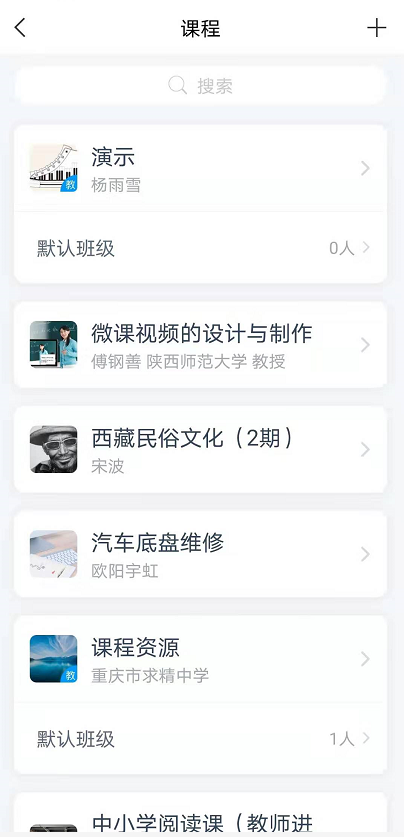 课程
搜索
演示
教
杨雨雪
默认班级
0人
微课视频的设计与制作
傅钢善 陕西师范大学 教授
西藏民俗文化（2期）
宋波
汽车底盘维修
欧阳宇虹
课程资源
教
重庆市求精中学
默认班级
1人
中小学阅读课（教师进